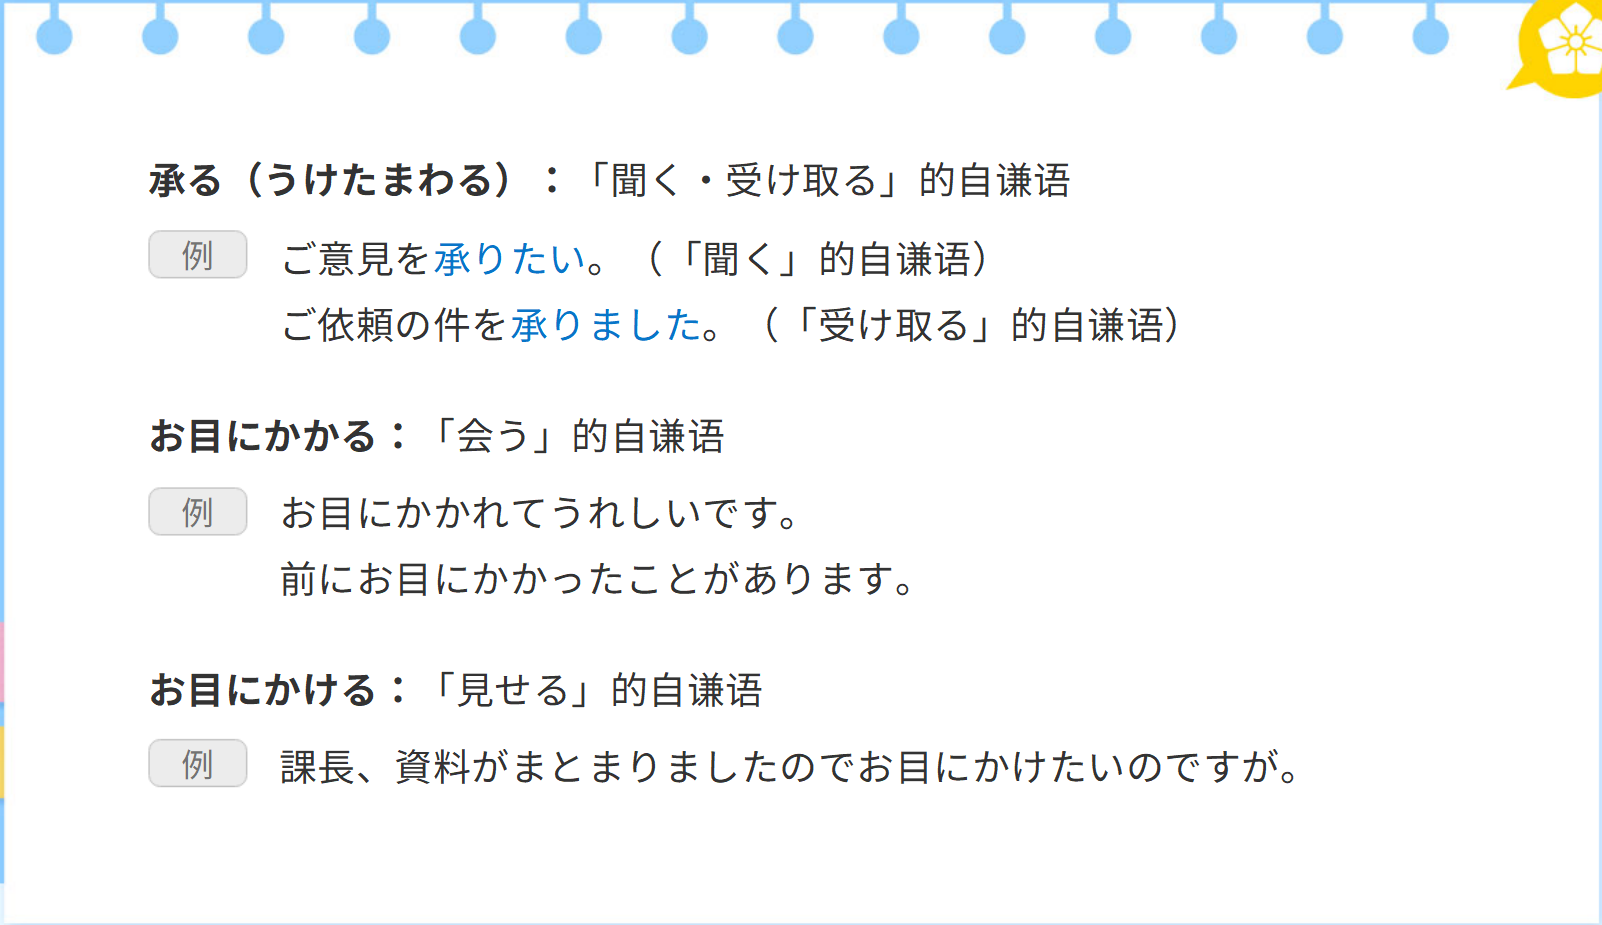 承る（うけたまわる）：「聞く・受け取る」的自谦语
例 ご意見を承りたい。（「聞く」的自谦语）
ご依頼の件を承りました。（「受け取る」的自谦语）
お目にかかる：「会う」的自谦语
例 お目にかかれてうれしいです。
前にお目にかかったことがあります。
お目にかける：「見せる」的自谦语
例 課長、資料がまとまりましたのでお目にかけたいのですが。